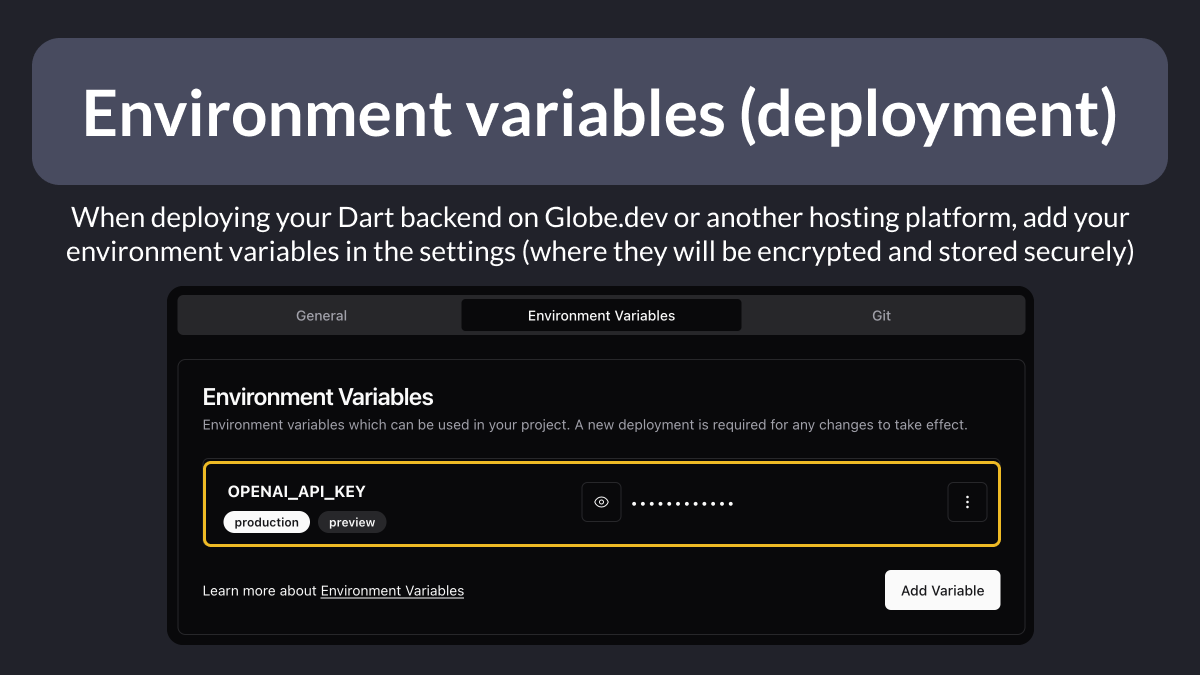 Environment variables (deployment)
When deploying your Dart backend on Globe.dev or another hosting platform, add your
environment variables in the settings (where they will be encrypted and stored securely)
General
Environment Variables
Git
Environment Variables
Environment variables which can be used in your project. A new deployment is required for any changes to take effect.
OPENAI_API_KEY
••••••••••••
production
preview
Learn more about Environment Variables
Add Variable